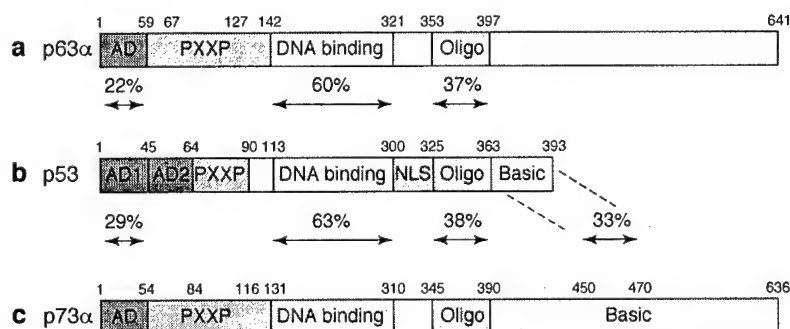 1 59 67 127 142 321 353 397 641
a p63α AD PXXP DNA binding Oligo
22% 60% 37%
1 45 64 90 113 300 325 363 393
b p53 AD1 AD2 PXXP DNA binding NLS Oligo Basic
29% 63% 38% 33%
1 54 84 116 131 310 345 390 450 470 636
c p73α AD PXXP DNA binding Oligo Basic